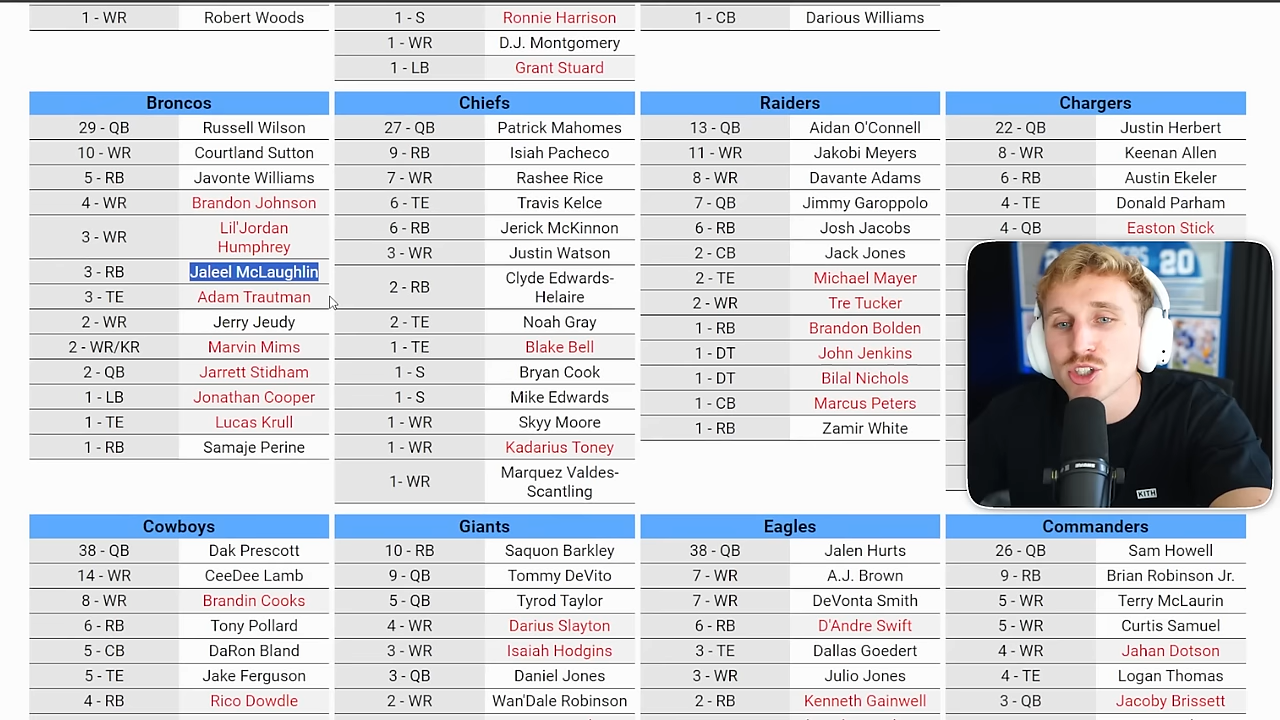 1 - WR Robert Woods
1 - S Ronnie Harrison
1 - WR D.J. Montgomery
1 - LB Grant Stuard
1 - CB Darious Williams
Broncos
29 - QB Russell Wilson
10 - WR Courtland Sutton
5 - RB Javonte Williams
4 - WR Brandon Johnson
3 - WR Lil'Jordan
Humphrey
3 - RB Jaleel McLaughlin
3 - TE Adam Trautman
2 - WR Jerry Jeudy
2 - WR/KR Marvin Mims
2 - QB Jarrett Stidham
1 - LB Jonathan Cooper
1 - TE Lucas Krull
1 - RB Samaje Perine
Chiefs
27 - QB Patrick Mahomes
9 - RB Isiah Pacheco
7 - WR Rashee Rice
6 - TE Travis Kelce
6 - RB Jerick McKinnon
3 - WR Justin Watson
2 - RB Clyde Edwards-
Helaire
2 - TE Noah Gray
1 - TE Blake Bell
1 - S Bryan Cook
1 - S Mike Edwards
1 - WR Skyy Moore
1 - WR Kadarius Toney
1- WR Marquez Valdes-
Scantling
Raiders
13 - QB Aidan O'Connell
11 - WR Jakobi Meyers
8 - WR Davante Adams
7 - QB Jimmy Garoppolo
6 - RB Josh Jacobs
2 - CB Jack Jones
2 - TE Michael Mayer
2 - WR Tre Tucker
1 - RB Brandon Bolden
1 - DT John Jenkins
1 - DT Bilal Nichols
1 - CB Marcus Peters
1 - RB Zamir White
Chargers
22 - QB Justin Herbert
8 - WR Keenan Allen
6 - RB Austin Ekeler
4 - TE Donald Parham
4 - QB Easton Stick
20
KITH
Cowboys
38 - QB Dak Prescott
14 - WR CeeDee Lamb
8 - WR Brandin Cooks
6 - RB Tony Pollard
5 - CB DaRon Bland
5 - TE Jake Ferguson
4 - RB Rico Dowdle
Giants
10 - RB Saquon Barkley
9 - QB Tommy DeVito
5 - QB Tyrod Taylor
4 - WR Darius Slayton
3 - WR Isaiah Hodgins
3 - QB Daniel Jones
2 - WR Wan'Dale Robinson
Eagles
38 - QB Jalen Hurts
7 - WR A.J. Brown
7 - WR DeVonta Smith
6 - RB D'Andre Swift
3 - TE Dallas Goedert
3 - WR Julio Jones
2 - RB Kenneth Gainwell
Commanders
26 - QB Sam Howell
9 - RB Brian Robinson Jr.
5 - WR Terry McLaurin
5 - WR Curtis Samuel
4 - WR Jahan Dotson
4 - TE Logan Thomas
3 - QB Jacoby Brissett